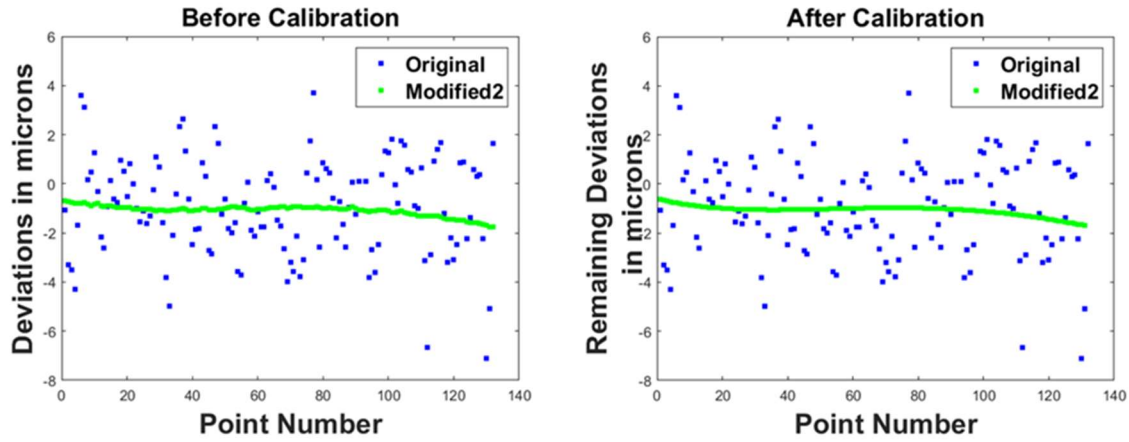 Before Calibration
Deviations in microns
6
4
2
0
-2
-4
-6
-8
0 20 40 60 80 100 120 140
Point Number
Original
Modified2
After Calibration
Remaining Deviations
in microns
6
4
2
0
-2
-4
-6
-8
0 20 40 60 80 100 120 140
Point Number
Original
Modified2